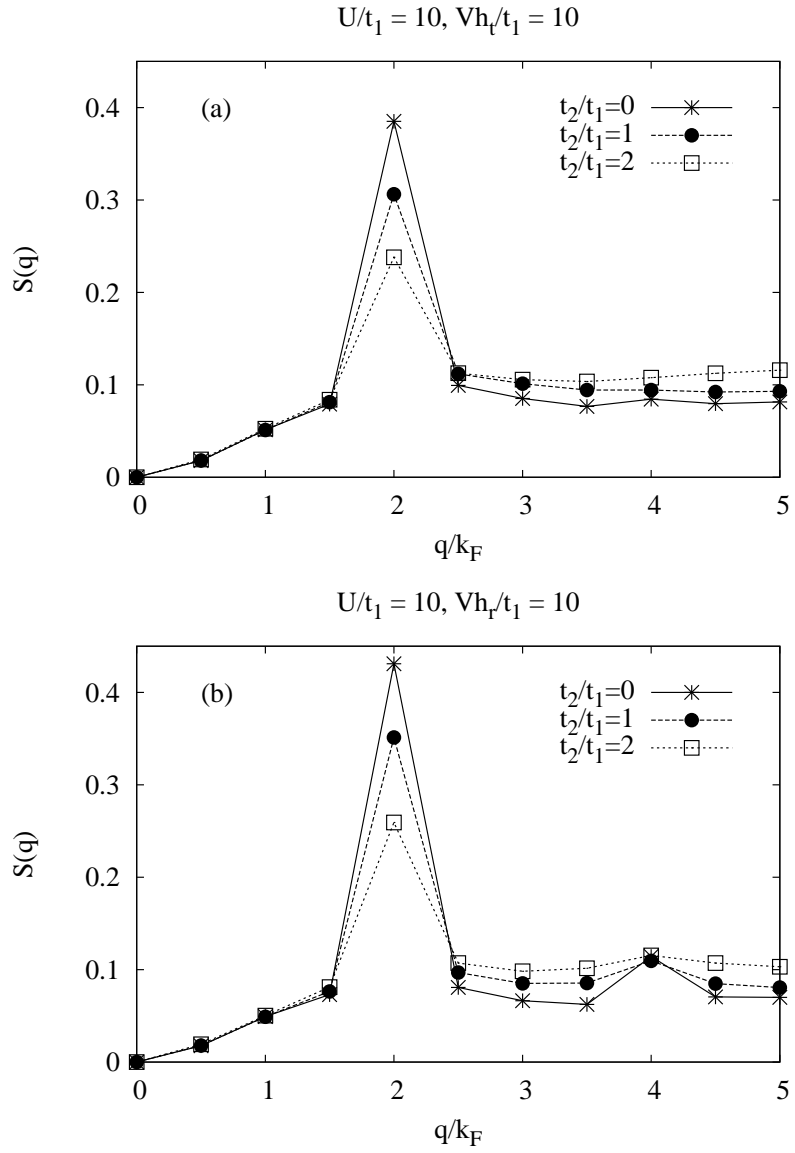 U/t₁ = 10, Vhₜ/t₁ = 10
(a)
t₂/t₁=0
t₂/t₁=1
t₂/t₁=2
S(q)
0.4
0.3
0.2
0.1
0
0 1 2 3 4 5
q/k_F
U/t₁ = 10, Vhᵣ/t₁ = 10
(b)
t₂/t₁=0
t₂/t₁=1
t₂/t₁=2
S(q)
0.4
0.3
0.2
0.1
0
0 1 2 3 4 5
q/k_F